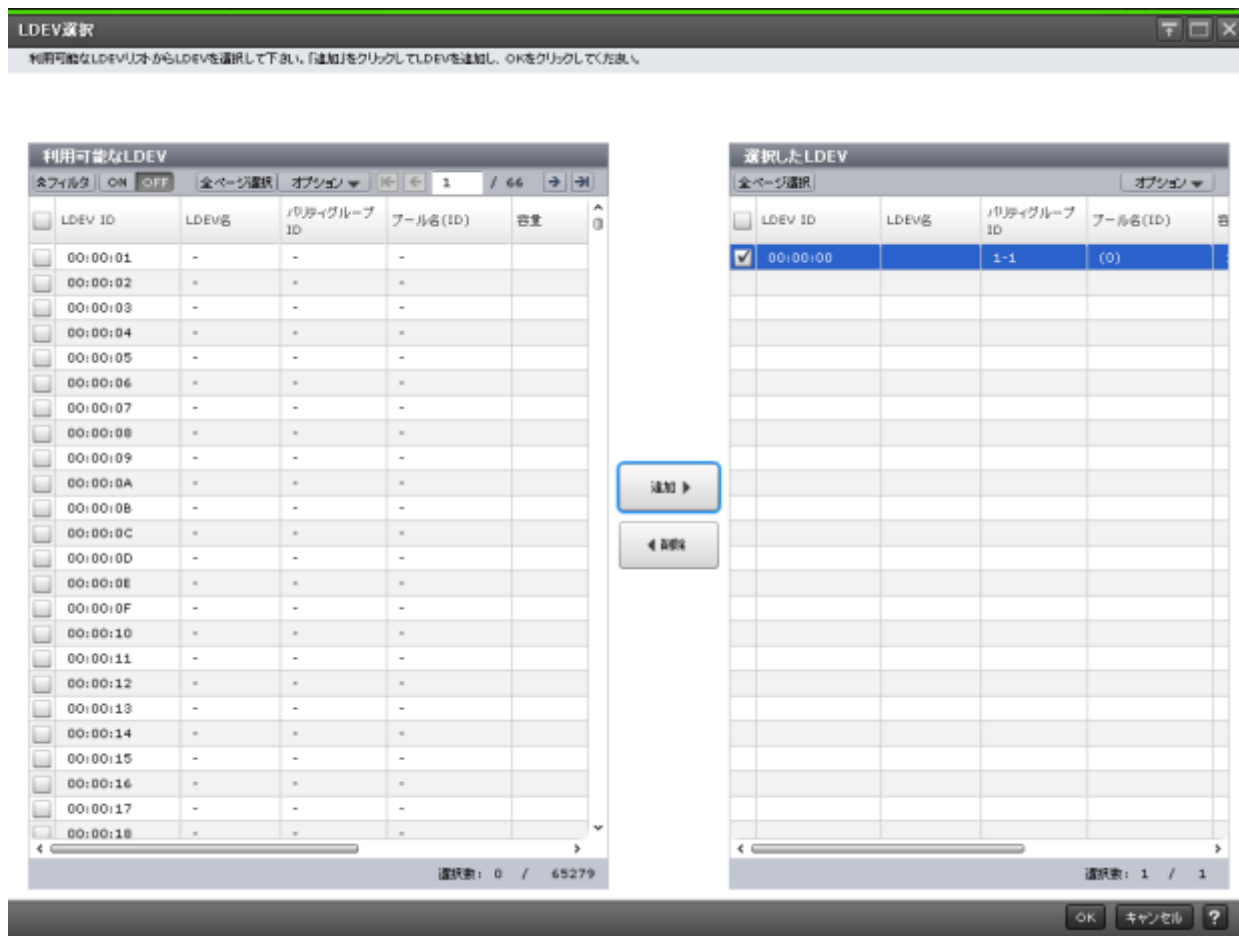 LDEV選択
利用可能なLDEVリストからLDEVを選択して下さい。「追加」をクリックしてLDEVを追加し、OKをクリックしてください。
利用可能なLDEV
全フィルタ ON OFF 全ページ選択 オプション 1 / 66
LDEV ID LDEV名 パリティグループID プール名(ID) 容量
00:00:01 - - -
00:00:02 - - -
00:00:03 - - -
00:00:04 - - -
00:00:05 - - -
00:00:06 - - -
00:00:07 - - -
00:00:08 - - -
00:00:09 - - -
00:00:0A - - -
00:00:0B - - -
00:00:0C - - -
00:00:0D - - -
00:00:0E - - -
00:00:0F - - -
00:00:10 - - -
00:00:11 - - -
00:00:12 - - -
00:00:13 - - -
00:00:14 - - -
00:00:15 - - -
00:00:16 - - -
00:00:17 - - -
00:00:18 - - -
選択数: 0 / 65279
追加
削除
選択したLDEV
全ページ選択 オプション
LDEV ID LDEV名 パリティグループID プール名(ID) 容
00:00:00 1-1 (0)
選択数: 1 / 1
OK キャンセル ?